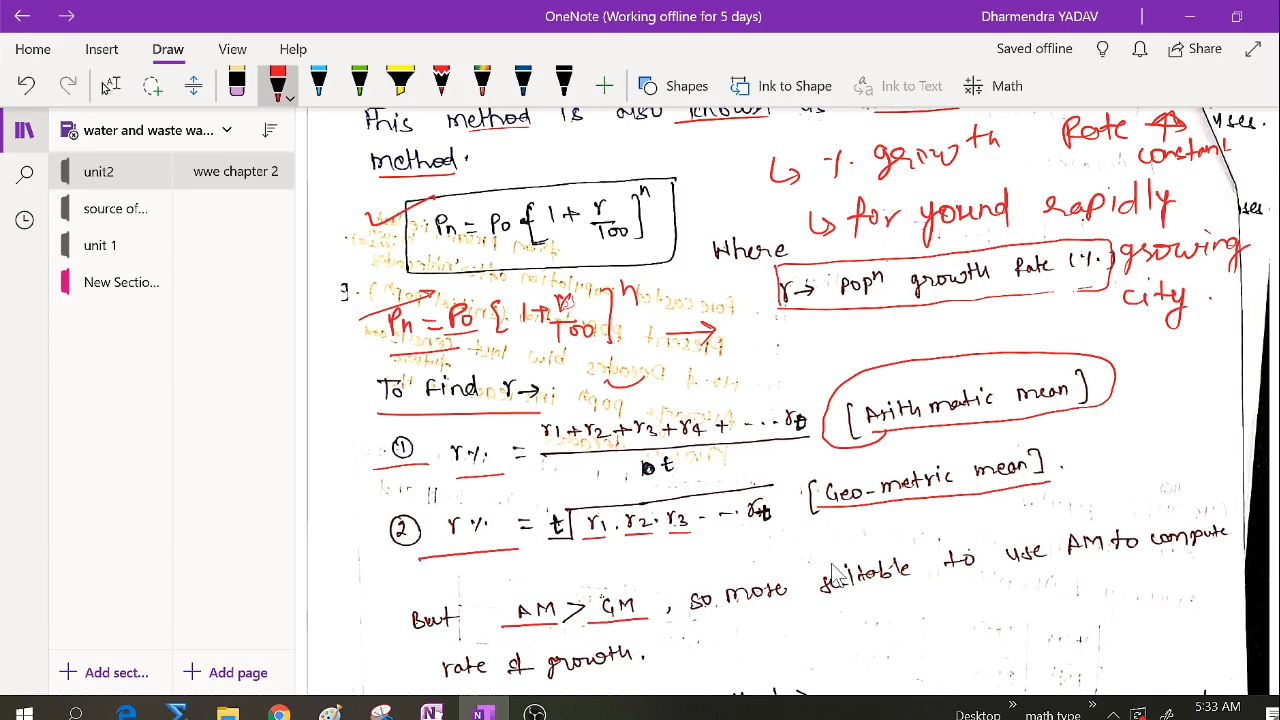 OneNote (Working offline for 5 days)
Dharmendra YADAV
Home Insert Draw View Help
Saved offline
Share
Shapes
Ink to Shape
Ink to Text
Math
water and waste wa...
unit2
source of...
unit 1
New Sectio...
wwe chapter 2
Add sect...
Add page
This method is also known as
method.
Pn = Po [1 + r/100]^n
Where
r → popn growth Rate (%)
↳ % growth Rate constant
↳ for yound rapidly
growing
city.
Pn = Po { 1 + r/100 ]^n →
To find r →
① r% = r1+r2+r3+r4+ ... rt / t [Arithmatic mean]
② r% = t√r1.r2.r3 - - . rt [Geo-metric mean].
But AM > GM, so more suitable to use AM to compute
rate of growth.
Desktop
math type
5:33 AM